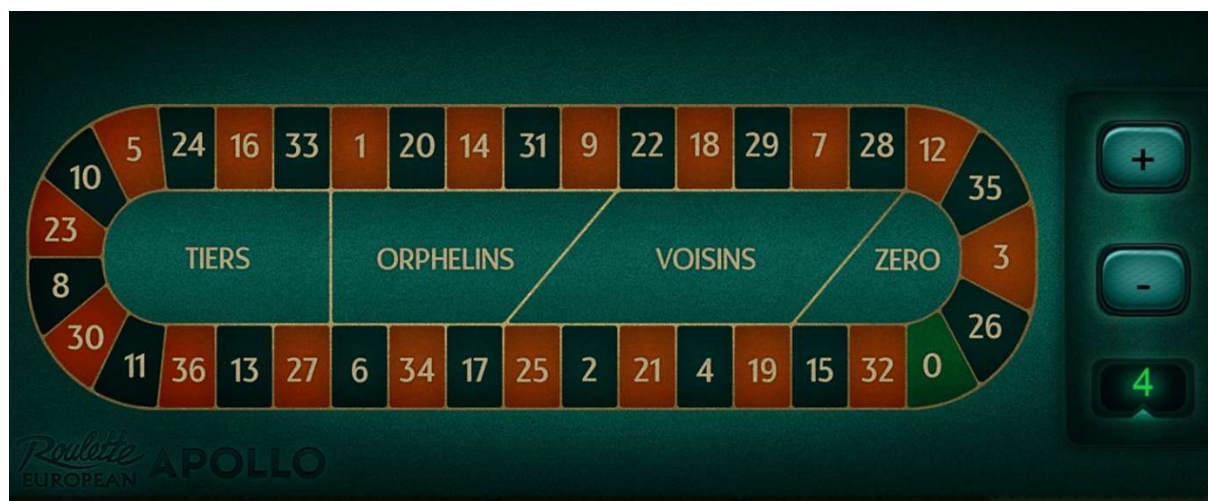 5 24 16 33 1 20 14 31 9 22 18 29 7 28 12
10 35
23 TIERS ORPHELINS VOISINS ZERO 3
8
30 26
11 36 13 27 6 34 17 25 2 21 4 19 15 32 0
+
-
4
Roulette
EUROPEAN APOLLO